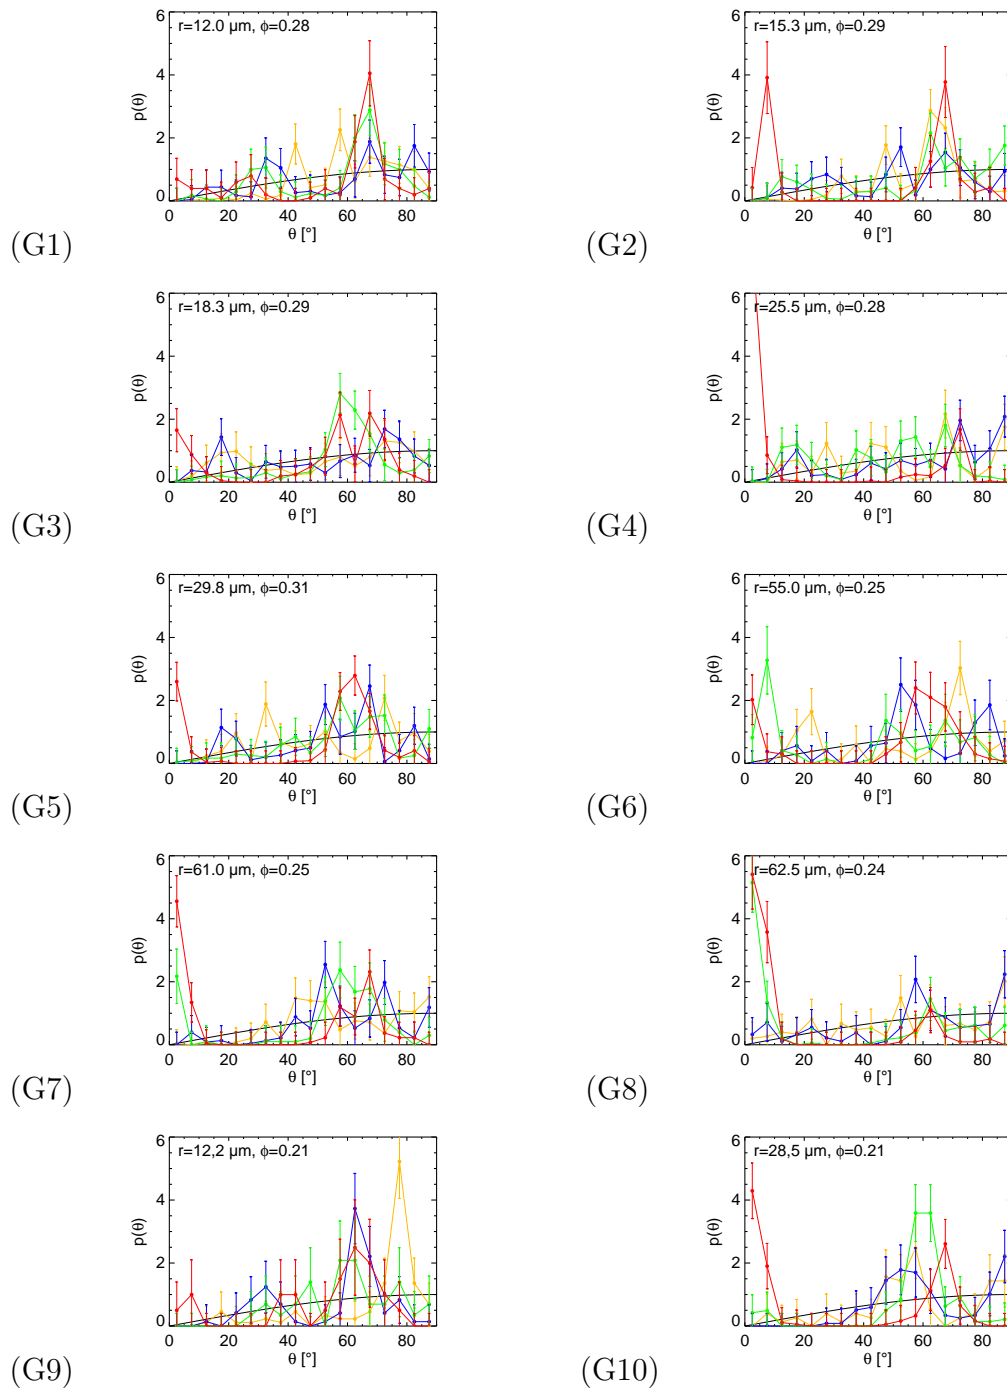 r=12.0 µm, ϕ=0.28
p(θ)
6
4
2
0
0 20 40 60 80
θ [°]
(G1)
r=15.3 µm, ϕ=0.29
p(θ)
6
4
2
0
0 20 40 60 80
θ [°]
(G2)
r=18.3 µm, ϕ=0.29
p(θ)
6
4
2
0
0 20 40 60 80
θ [°]
(G3)
r=25.5 µm, ϕ=0.28
p(θ)
6
4
2
0
0 20 40 60 80
θ [°]
(G4)
r=29.8 µm, ϕ=0.31
p(θ)
6
4
2
0
0 20 40 60 80
θ [°]
(G5)
r=55.0 µm, ϕ=0.25
p(θ)
6
4
2
0
0 20 40 60 80
θ [°]
(G6)
r=61.0 µm, ϕ=0.25
p(θ)
6
4
2
0
0 20 40 60 80
θ [°]
(G7)
r=62.5 µm, ϕ=0.24
p(θ)
6
4
2
0
0 20 40 60 80
θ [°]
(G8)
r=12,2 µm, ϕ=0.21
p(θ)
6
4
2
0
0 20 40 60 80
θ [°]
(G9)
r=28,5 µm, ϕ=0.21
p(θ)
6
4
2
0
0 20 40 60 80
θ [°]
(G10)